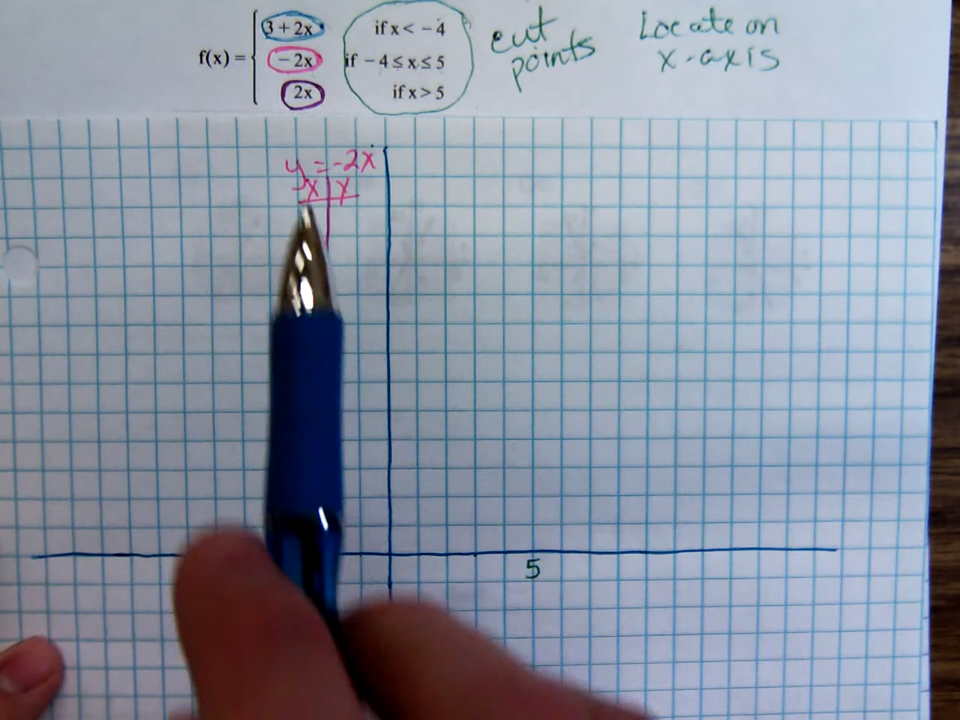 f(x) =
3 + 2x if x < -4
-2x if -4 ≤ x ≤ 5
2x if x > 5
cut points
Locate on
x-axis
y = -2x
x | y
5